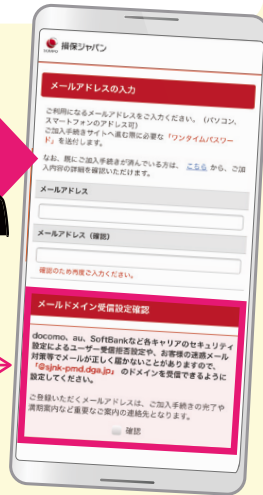 損保ジャパン
メールアドレスの入力
ご利用になるメールアドレスをご入力ください。（パソコン、
スマートフォンのアドレス可）
ご加入手続きサイトへ進む際に必要な「ワンタイムパスワー
ド」を送付します。
なお、既にご加入手続きが済んでいる方は、こちら から、ご加
入内容の詳細を確認いただけます。
メールアドレス
メールアドレス（確認）
確認のため再度ご入力ください。
メールドメイン受信設定確認
docomo、au、SoftBankなど各キャリアのセキュリティ
設定によるユーザー受信拒否設定や、お客様の迷惑メール
対策等でメールが正しく届かないことがありますので、
「@sjnk-pmd.dga.jp」のドメインを受信できるように
設定してください。
ご登録いただくメールアドレスは、ご加入手続きの完了や
満期案内など重要なご案内の連絡先となります。
確認